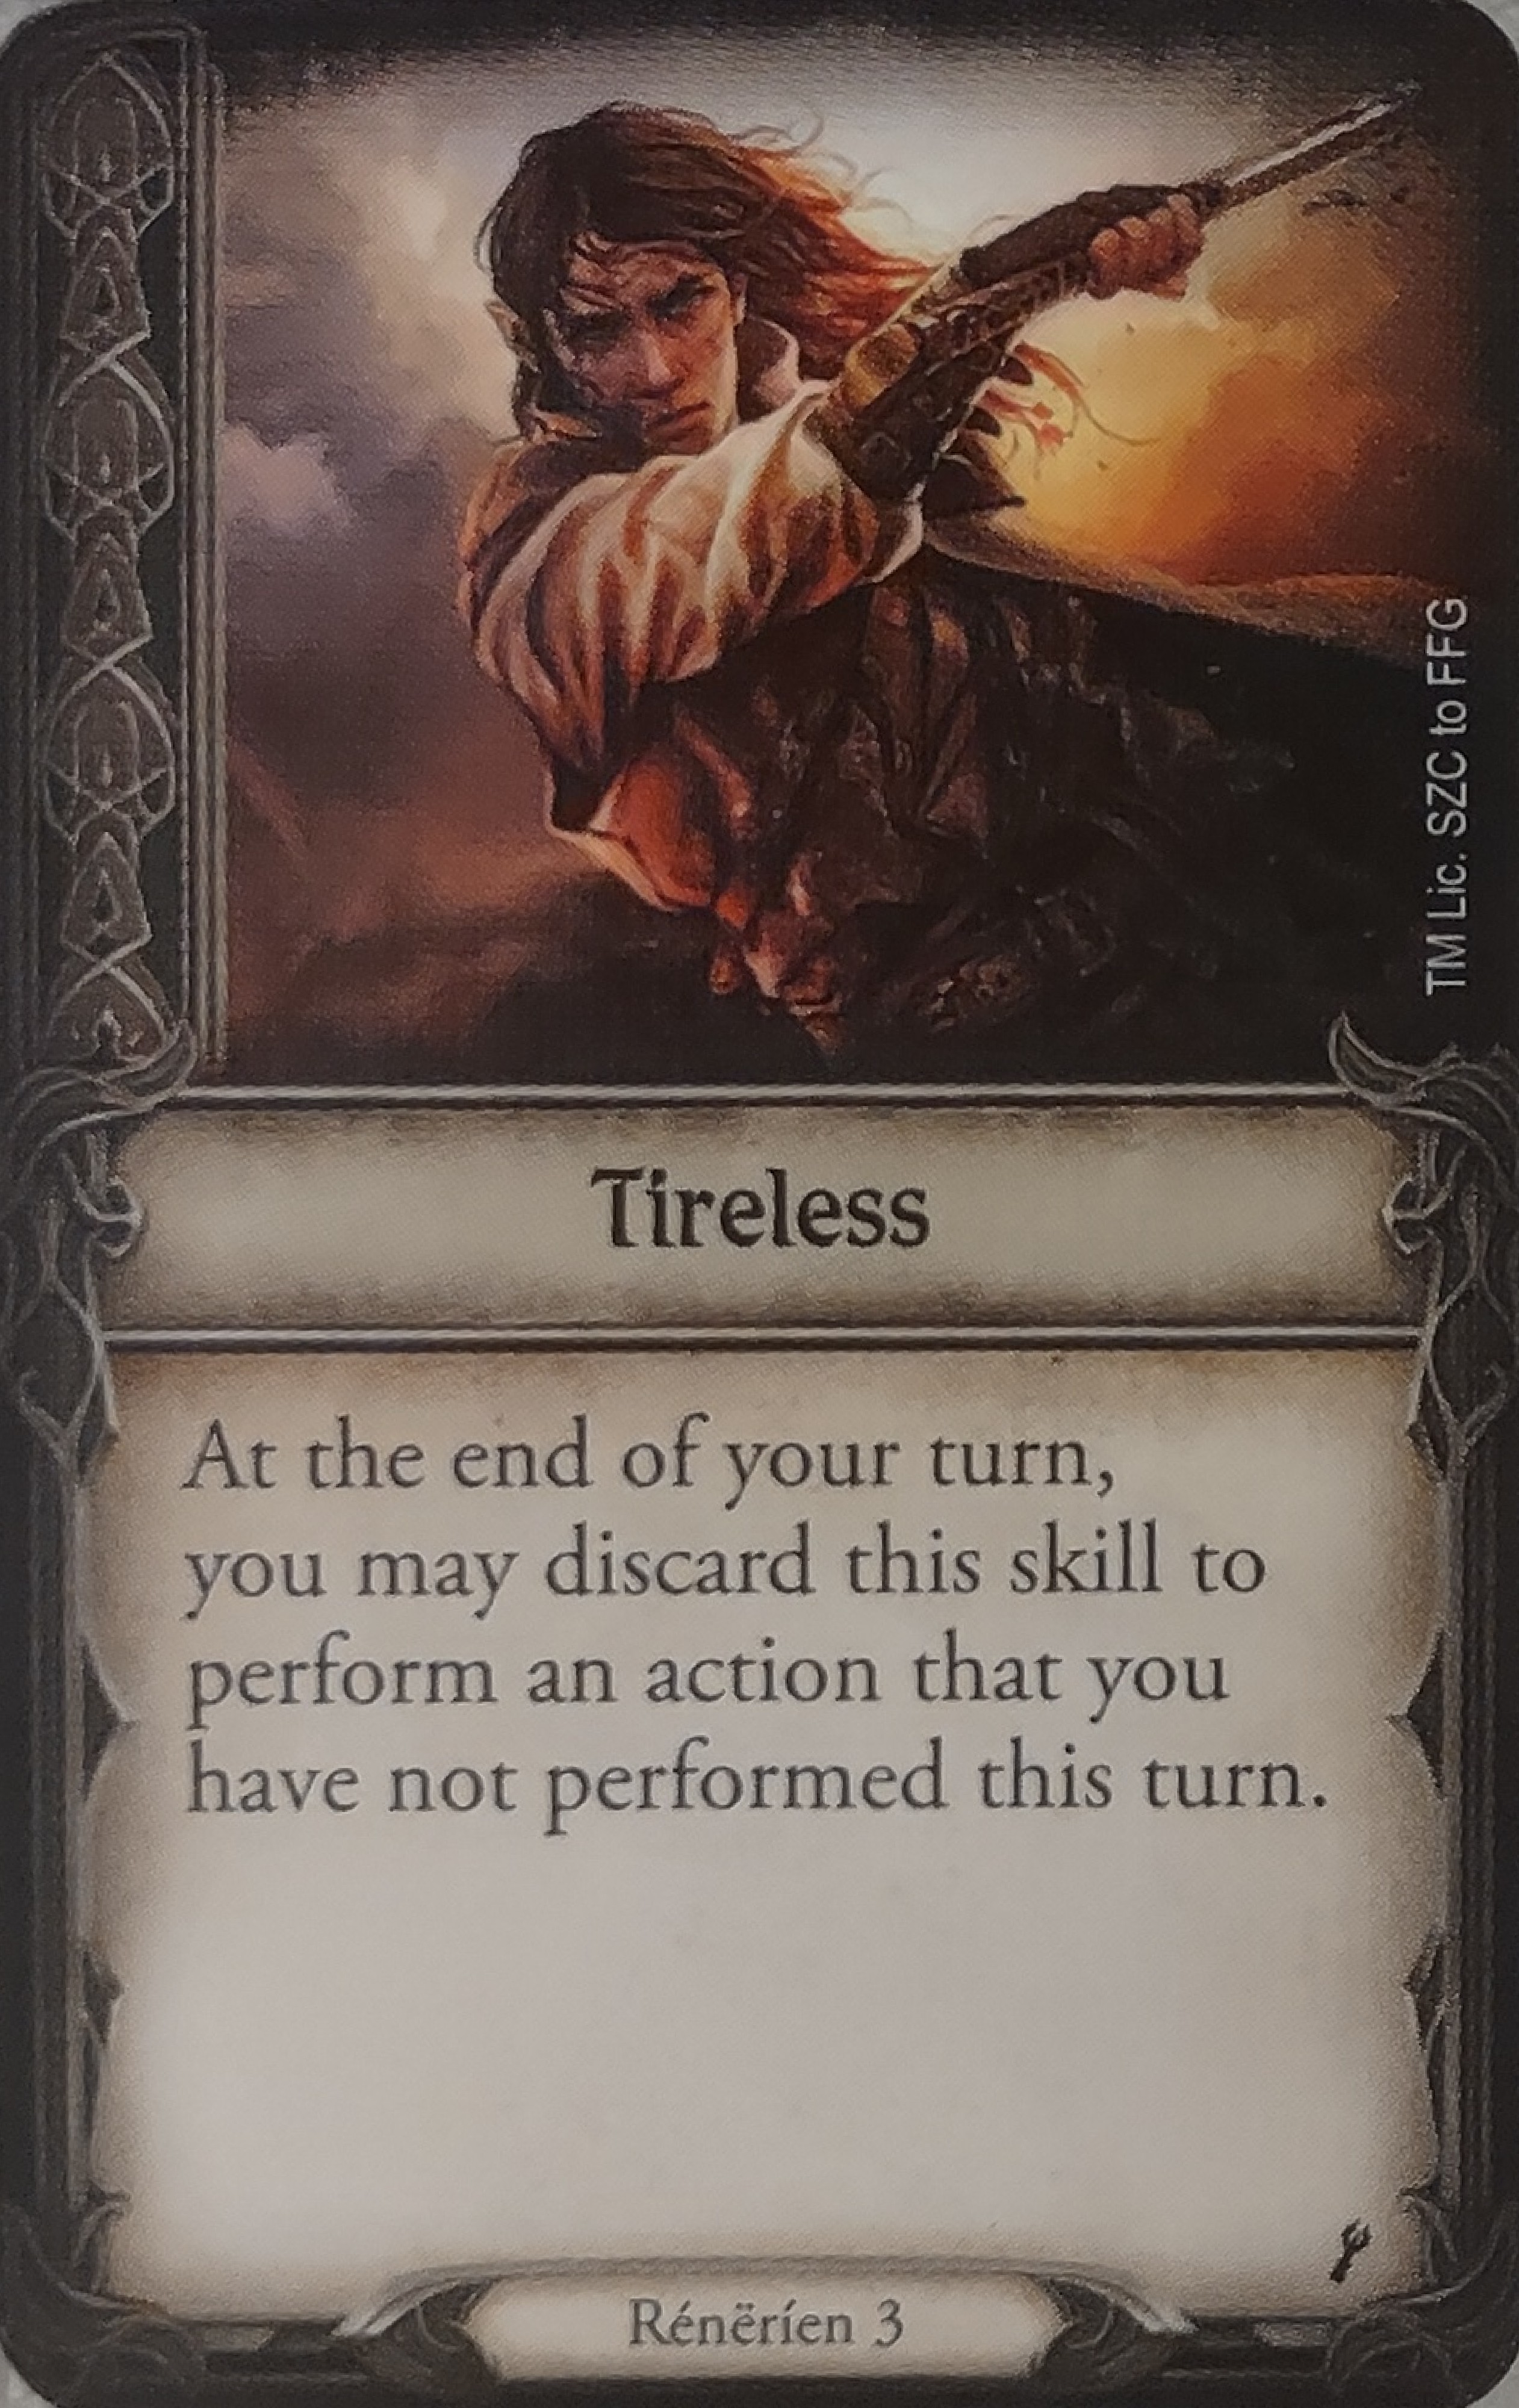 TM Lic. SZC to FFG
Tireless
At the end of your turn,
you may discard this skill to
perform an action that you
have not performed this turn.
Rénëríen 3